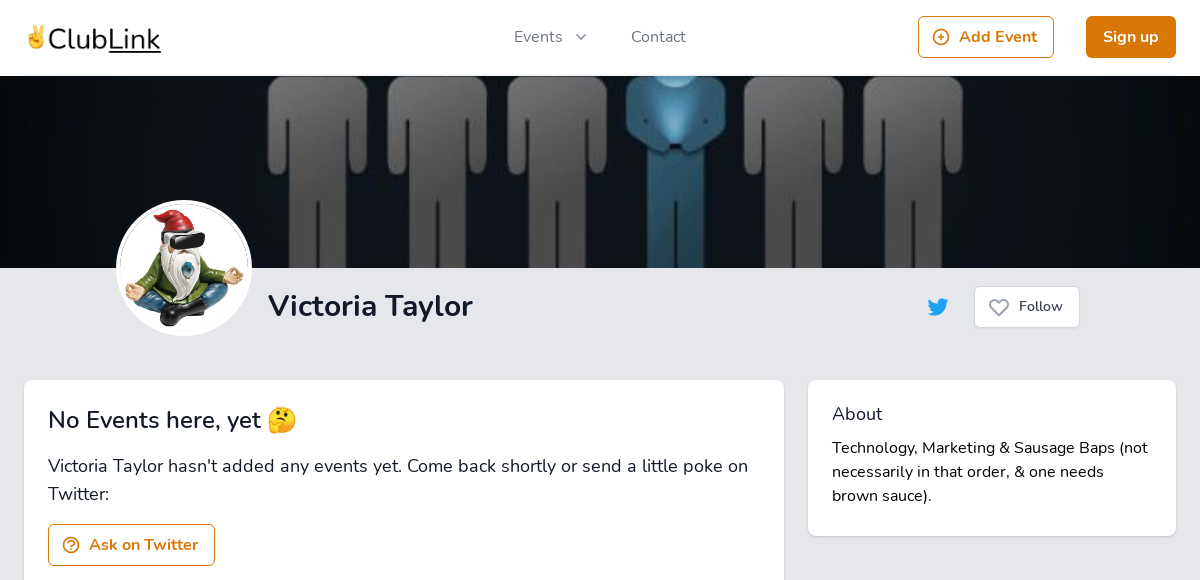 ClubLink
Events
Contact
Add Event
Sign up
Victoria Taylor
Follow
No Events here, yet 🤔
Victoria Taylor hasn't added any events yet. Come back shortly or send a little poke on
Twitter:
Ask on Twitter
About
Technology, Marketing & Sausage Baps (not
necessarily in that order, & one needs
brown sauce).